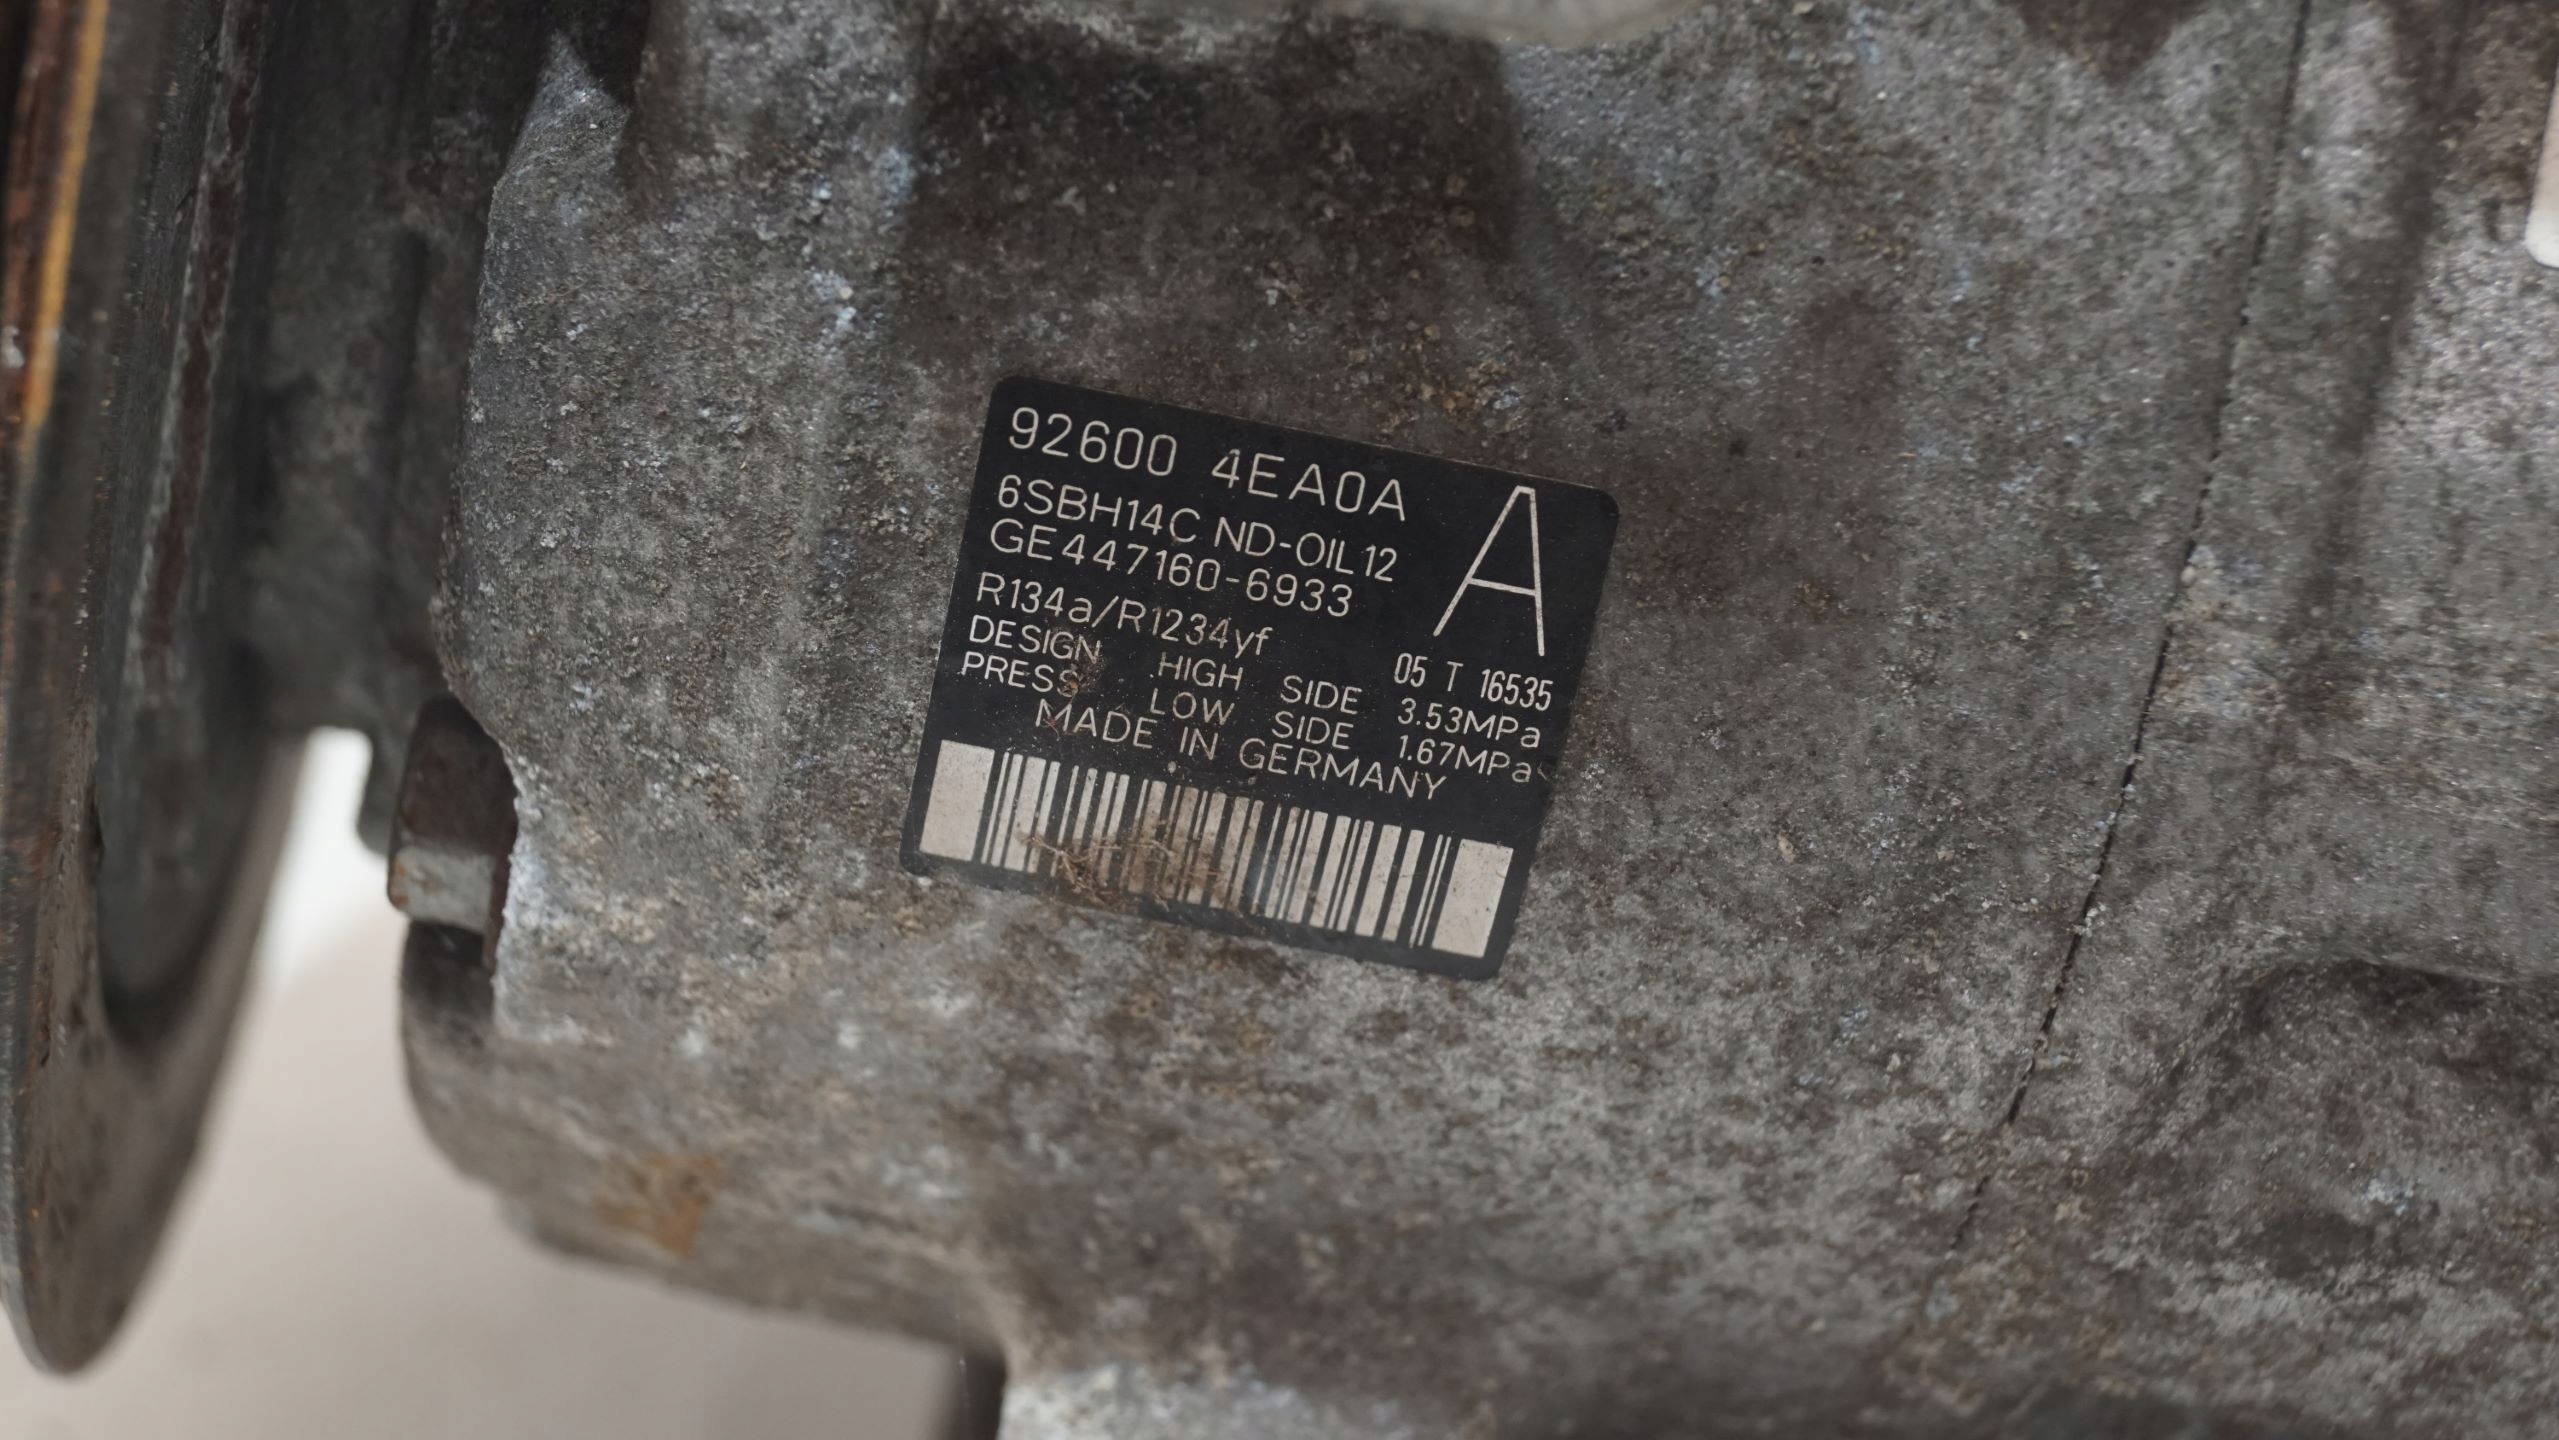 92600 4EA0A
A
6SBH14C ND-OIL12
GE447160-6933
R134a/R1234yf
05 T 16535
DESIGN HIGH SIDE 3.53MPa
PRESS LOW SIDE 1.67MPa
MADE IN GERMANY